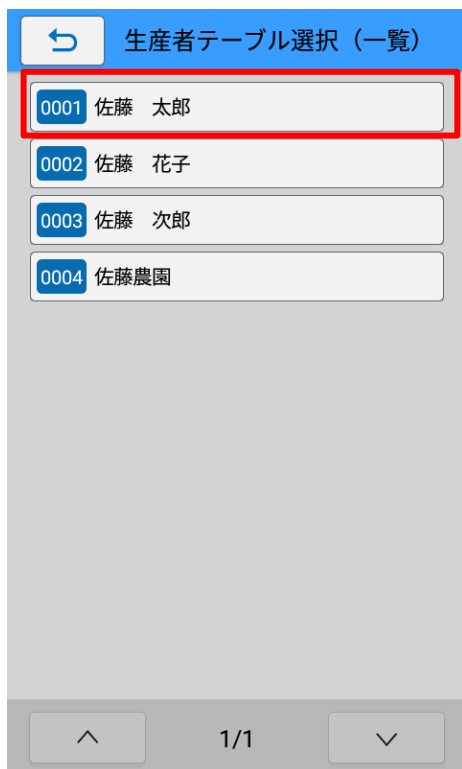 生産者テーブル選択（一覧）
0001 佐藤　太郎
0002 佐藤　花子
0003 佐藤　次郎
0004 佐藤農園
1/1